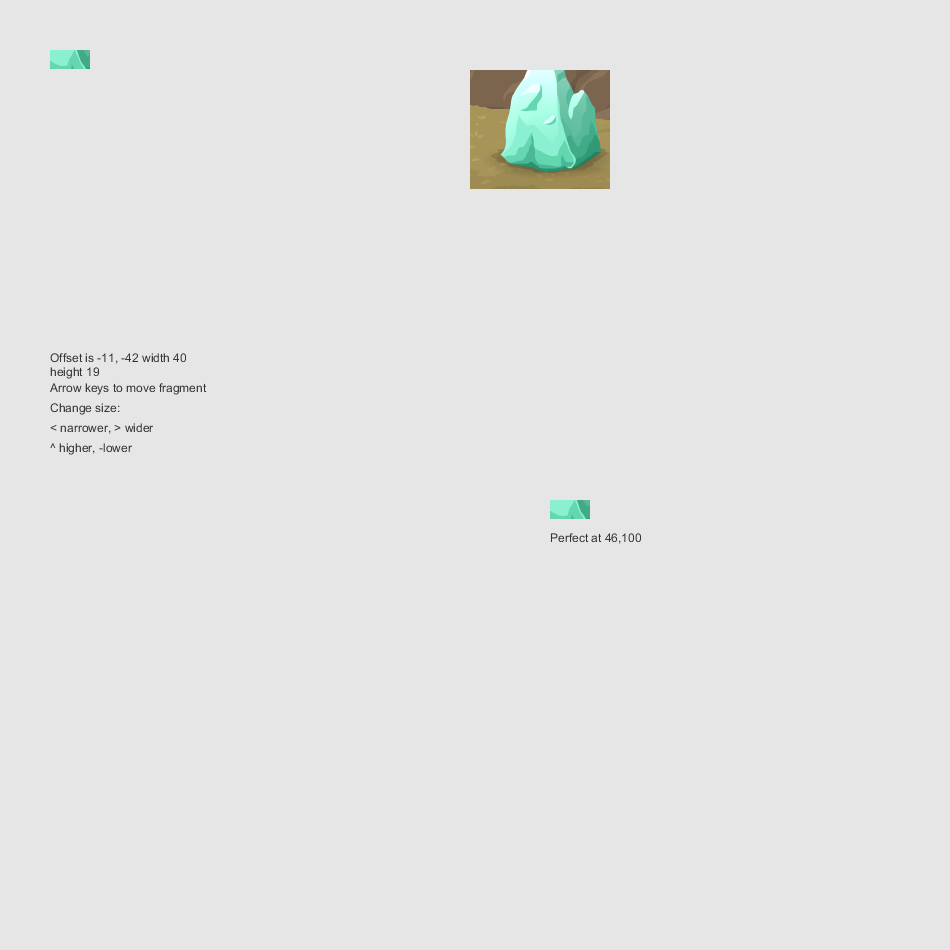 Offset is -11, -42 width 40
height 19
Arrow keys to move fragment
Change size:
< narrower, > wider
^ higher, -lower
Perfect at 46,100